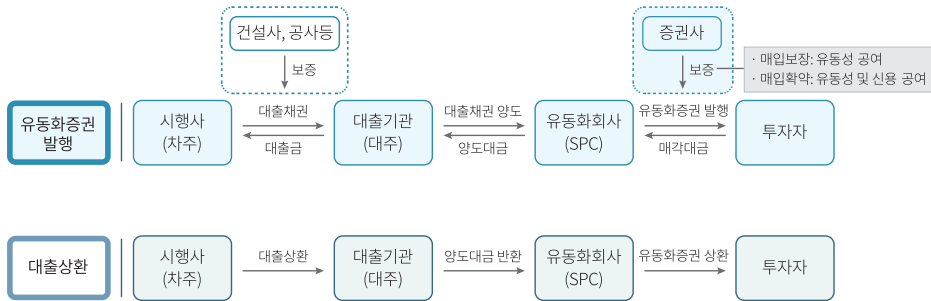 건설사, 공사등
증권사
보증
보증
· 매입보장: 유동성 공여
· 매입확약: 유동성 및 신용 공여
유동화증권
발행
시행사
(차주)
대출채권
대출금
대출기관
(대주)
대출채권 양도
양도대금
유동화회사
(SPC)
유동화증권 발행
매각대금
투자자
대출상환
시행사
(차주)
대출상환
대출기관
(대주)
양도대금 반환
유동화회사
(SPC)
유동화증권 상환
투자자